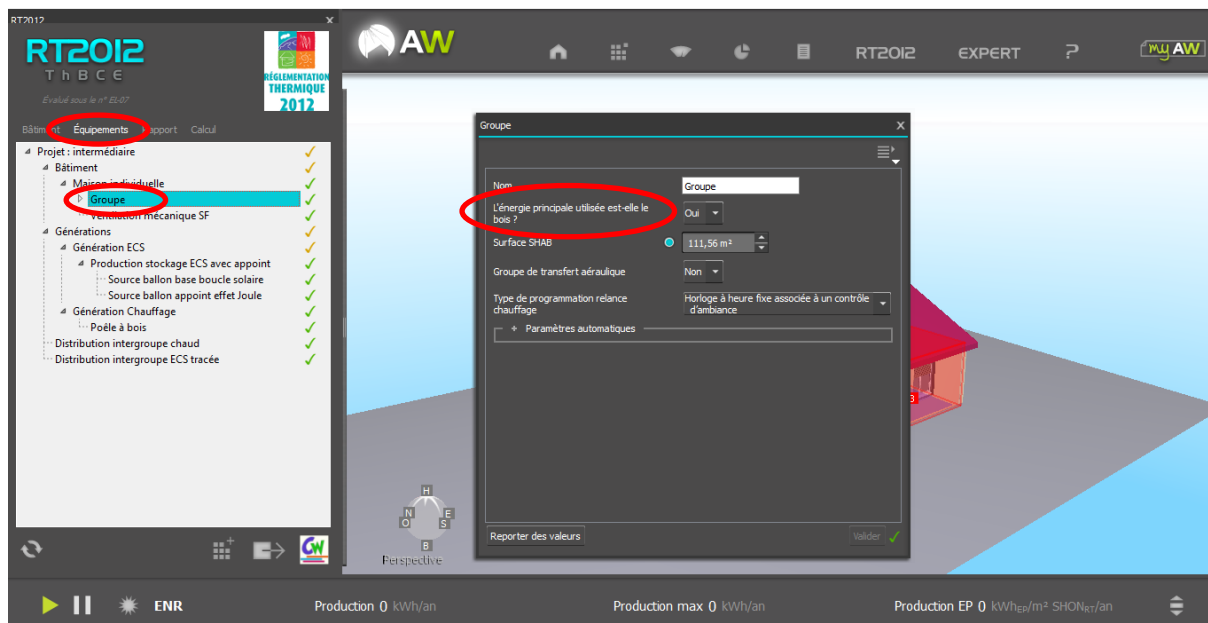 RT2012 x
RT2012
ThBCE
Évalué sous le n° EL-07
RÉGLEMENTATION
THERMIQUE
2012
Bâtiment Équipements Rapport Calcul
Projet : intermédiaire
Bâtiment
Maison individuelle
Groupe
Ventilation mécanique SF
Générations
Génération ECS
Production stockage ECS avec appoint
Source ballon base boucle solaire
Source ballon appoint effet Joule
Génération Chauffage
Poêle à bois
Distribution intergroupe chaud
Distribution intergroupe ECS tracée
CW
AW
RT2012 EXPERT ? my AW
Groupe x
Nom Groupe
L'énergie principale utilisée est-elle le
bois ? Oui
Surface SHAB 111,56 m²
Groupe de transfert aéraulique Non
Type de programmation relance
chauffage
Horloge à heure fixe associée à un contrôle
d'ambiance
+ Paramètres automatiques
Reporter des valeurs Valider
3
H
N E
O S
B
Perspective
ENR Production 0 kWh/an Production max 0 kWh/an Production EP 0 kWhEP/m² SHONRT/an